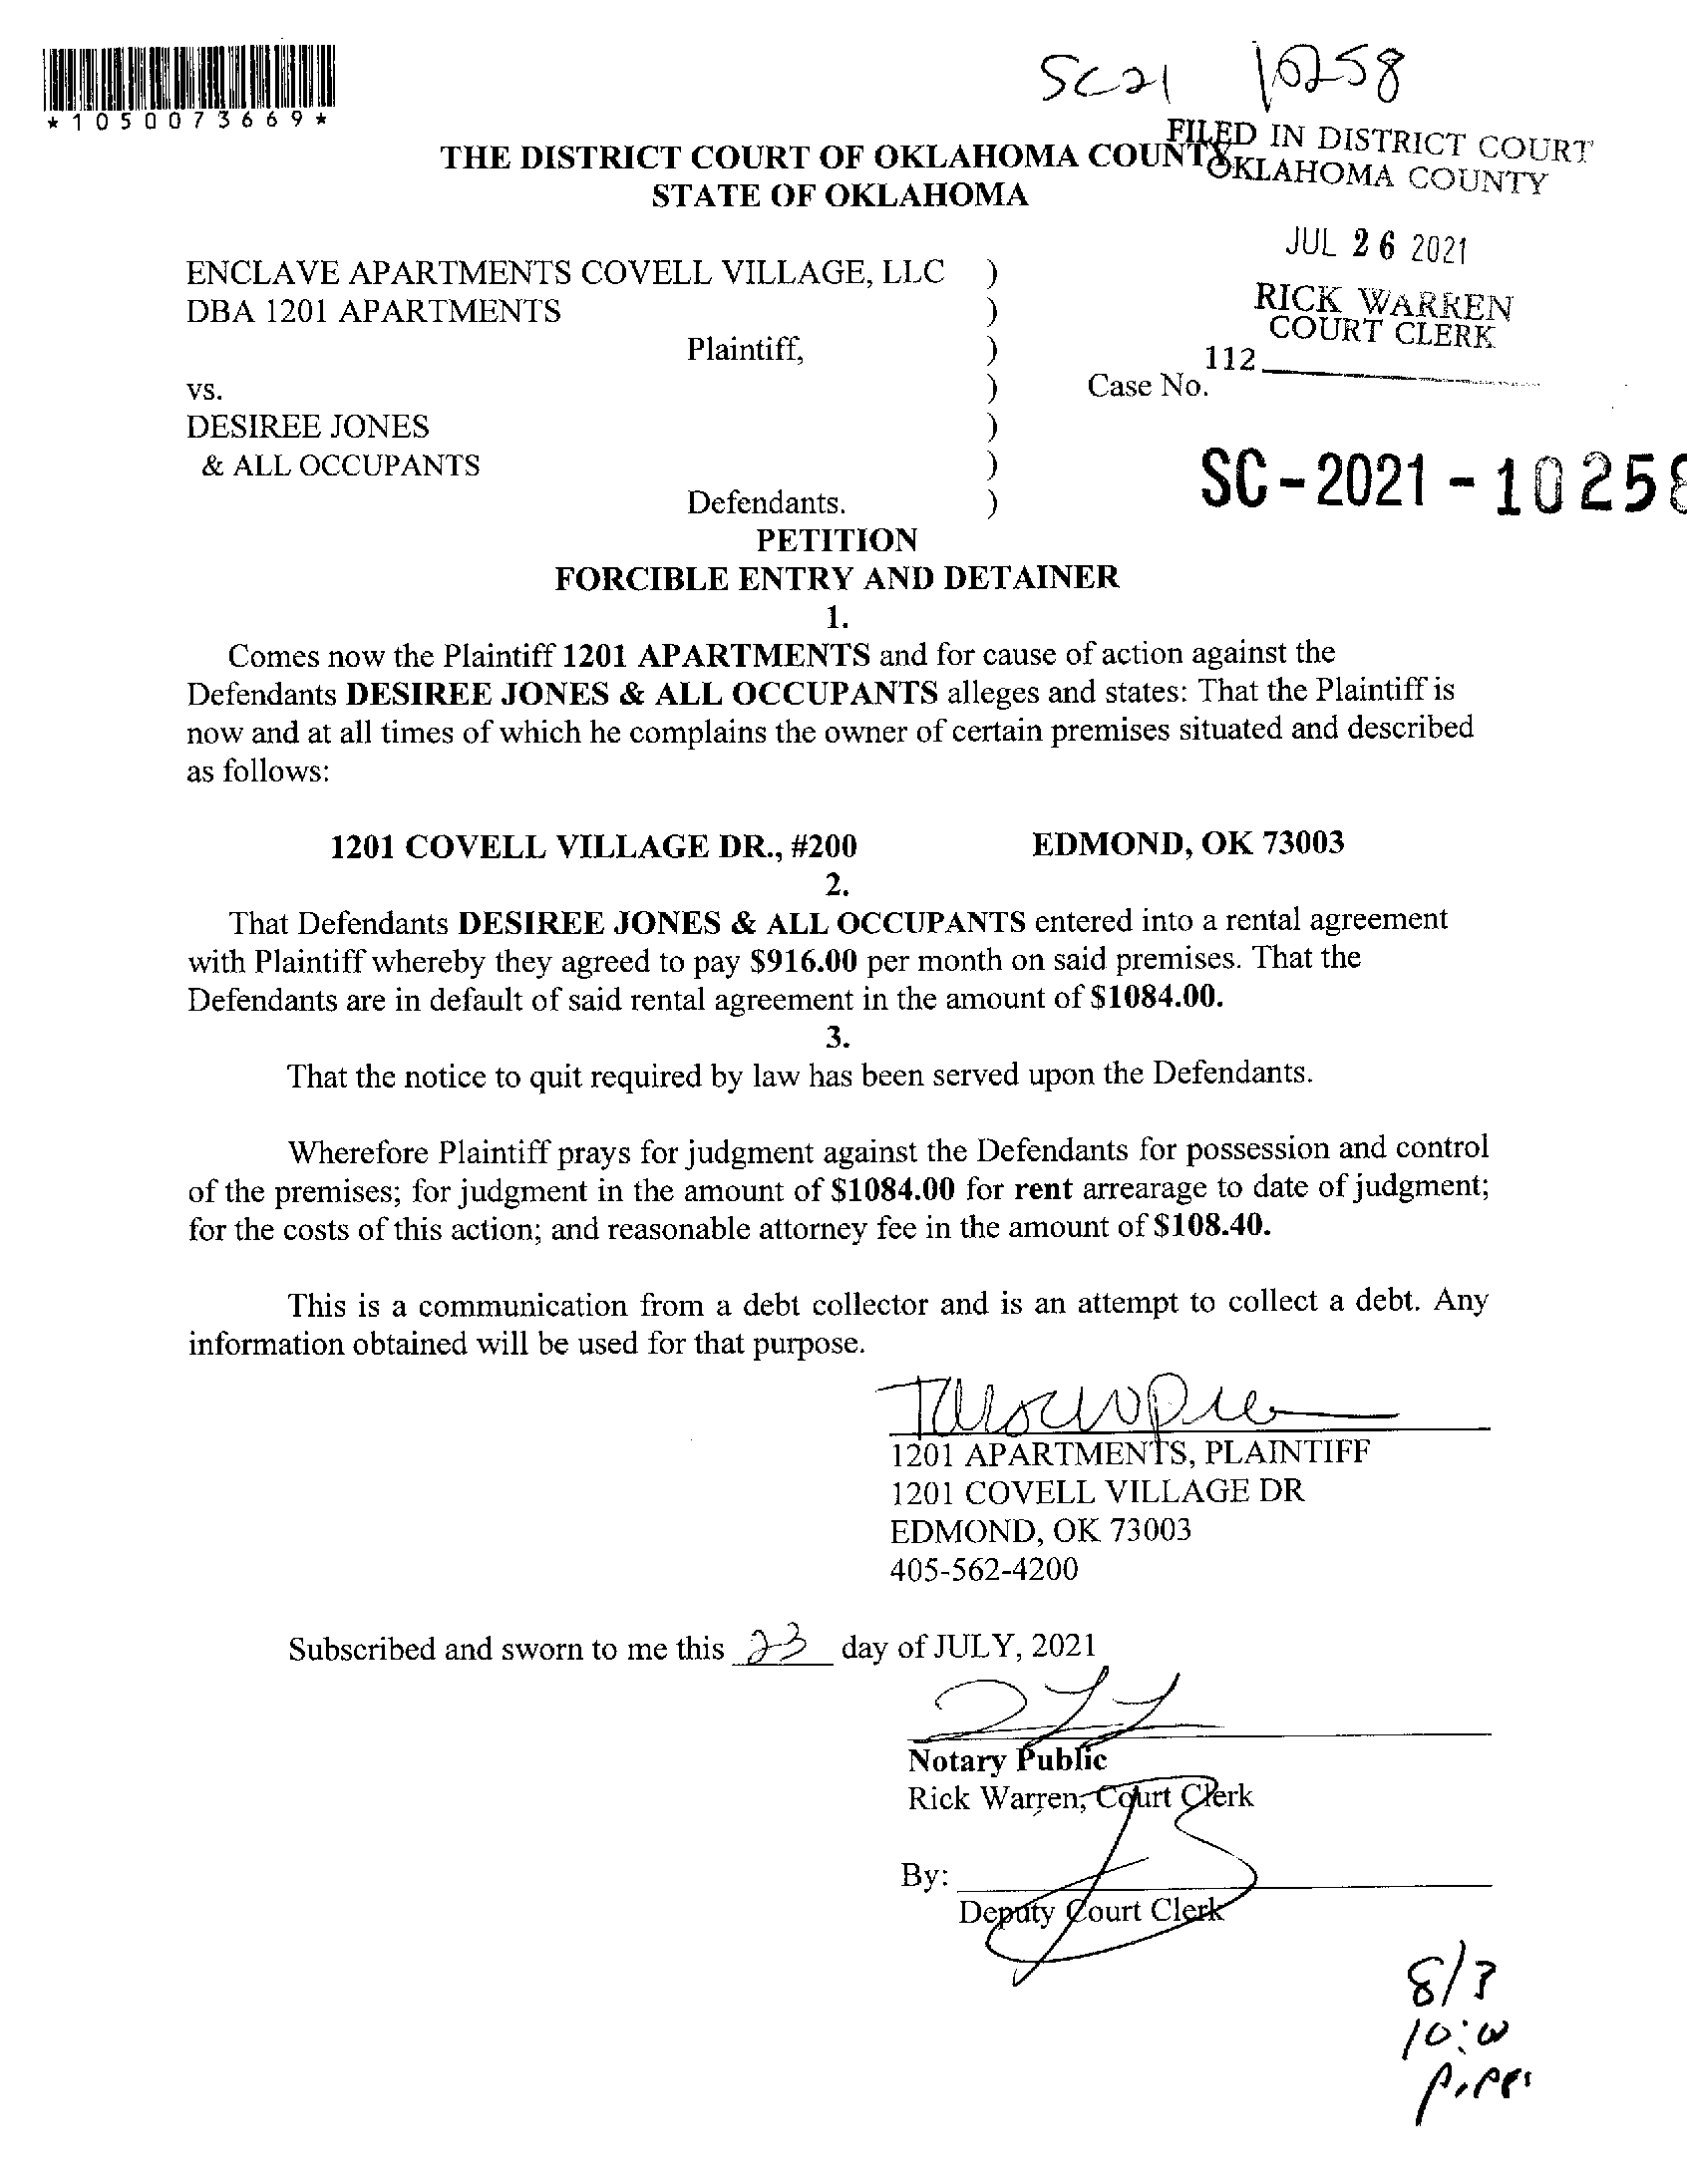 SC21 10258
*1050073669*
FILED IN DISTRICT COURT
OKLAHOMA COUNTY
THE DISTRICT COURT OF OKLAHOMA COUNTY
STATE OF OKLAHOMA
JUL 26 2021
RICK WARREN
COURT CLERK
112
ENCLAVE APARTMENTS COVELL VILLAGE, LLC )
DBA 1201 APARTMENTS )
Plaintiff, )
vs. ) Case No.
DESIREE JONES )
& ALL OCCUPANTS )
SC-2021-10258
Defendants. )
PETITION
FORCIBLE ENTRY AND DETAINER
1.
Comes now the Plaintiff 1201 APARTMENTS and for cause of action against the
Defendants DESIREE JONES & ALL OCCUPANTS alleges and states: That the Plaintiff is
now and at all times of which he complains the owner of certain premises situated and described
as follows:
1201 COVELL VILLAGE DR., #200 EDMOND, OK 73003
2.
That Defendants DESIREE JONES & ALL OCCUPANTS entered into a rental agreement
with Plaintiff whereby they agreed to pay $916.00 per month on said premises. That the
Defendants are in default of said rental agreement in the amount of $1084.00.
3.
That the notice to quit required by law has been served upon the Defendants.
Wherefore Plaintiff prays for judgment against the Defendants for possession and control
of the premises; for judgment in the amount of $1084.00 for rent arrearage to date of judgment;
for the costs of this action; and reasonable attorney fee in the amount of $108.40.
This is a communication from a debt collector and is an attempt to collect a debt. Any
information obtained will be used for that purpose.
1201 APARTMENTS, PLAINTIFF
1201 COVELL VILLAGE DR
EDMOND, OK 73003
405-562-4200
Subscribed and sworn to me this 23 day of JULY, 2021
Notary Public
Rick Warren, Court Clerk
By:
Deputy Court Clerk
8/3
10:00